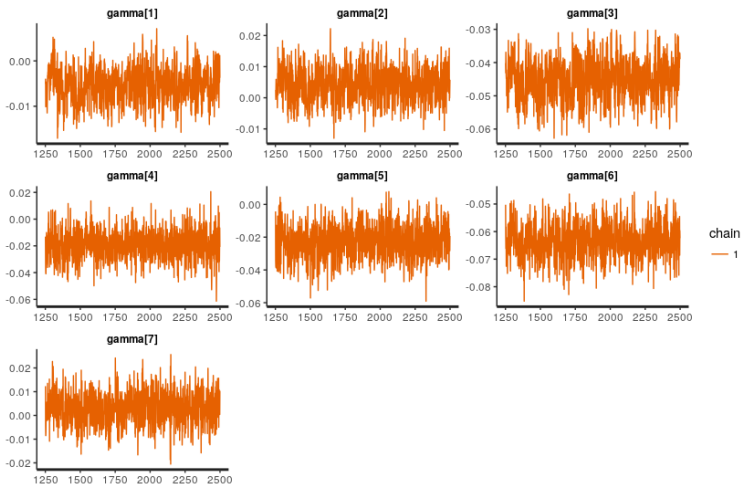 gamma[1] gamma[2] gamma[3]
0.00 0.02 -0.03
0.01 -0.04
-0.01 0.00 -0.05
-0.01 -0.06
1250 1500 1750 2000 2250 2500 1250 1500 1750 2000 2250 2500 1250 1500 1750 2000 2250 2500
gamma[4] gamma[5] gamma[6]
0.02 0.00 -0.05
0.00 -0.02 -0.06
-0.02 -0.04 -0.07
-0.04 -0.06 -0.08
-0.06
1250 1500 1750 2000 2250 2500 1250 1500 1750 2000 2250 2500 1250 1500 1750 2000 2250 2500
chain
1
gamma[7]
0.02
0.01
0.00
-0.01
-0.02
1250 1500 1750 2000 2250 2500